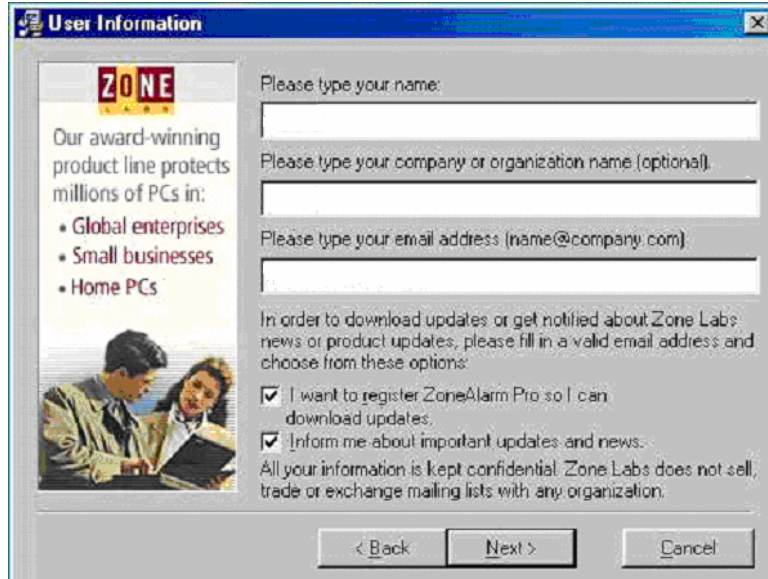 User Information
ZONE
LABS
Our award-winning
product line protects
millions of PCs in:
• Global enterprises
• Small businesses
• Home PCs
Please type your name:
Please type your company or organization name (optional).
Please type your email address (name@company.com)
In order to download updates or get notified about Zone Labs
news or product updates, please fill in a valid email address and
choose from these options:
I want to register ZoneAlarm Pro so I can
download updates.
Inform me about important updates and news.
All your information is kept confidential. Zone Labs does not sell,
trade or exchange mailing lists with any organization.
< Back
Next >
Cancel